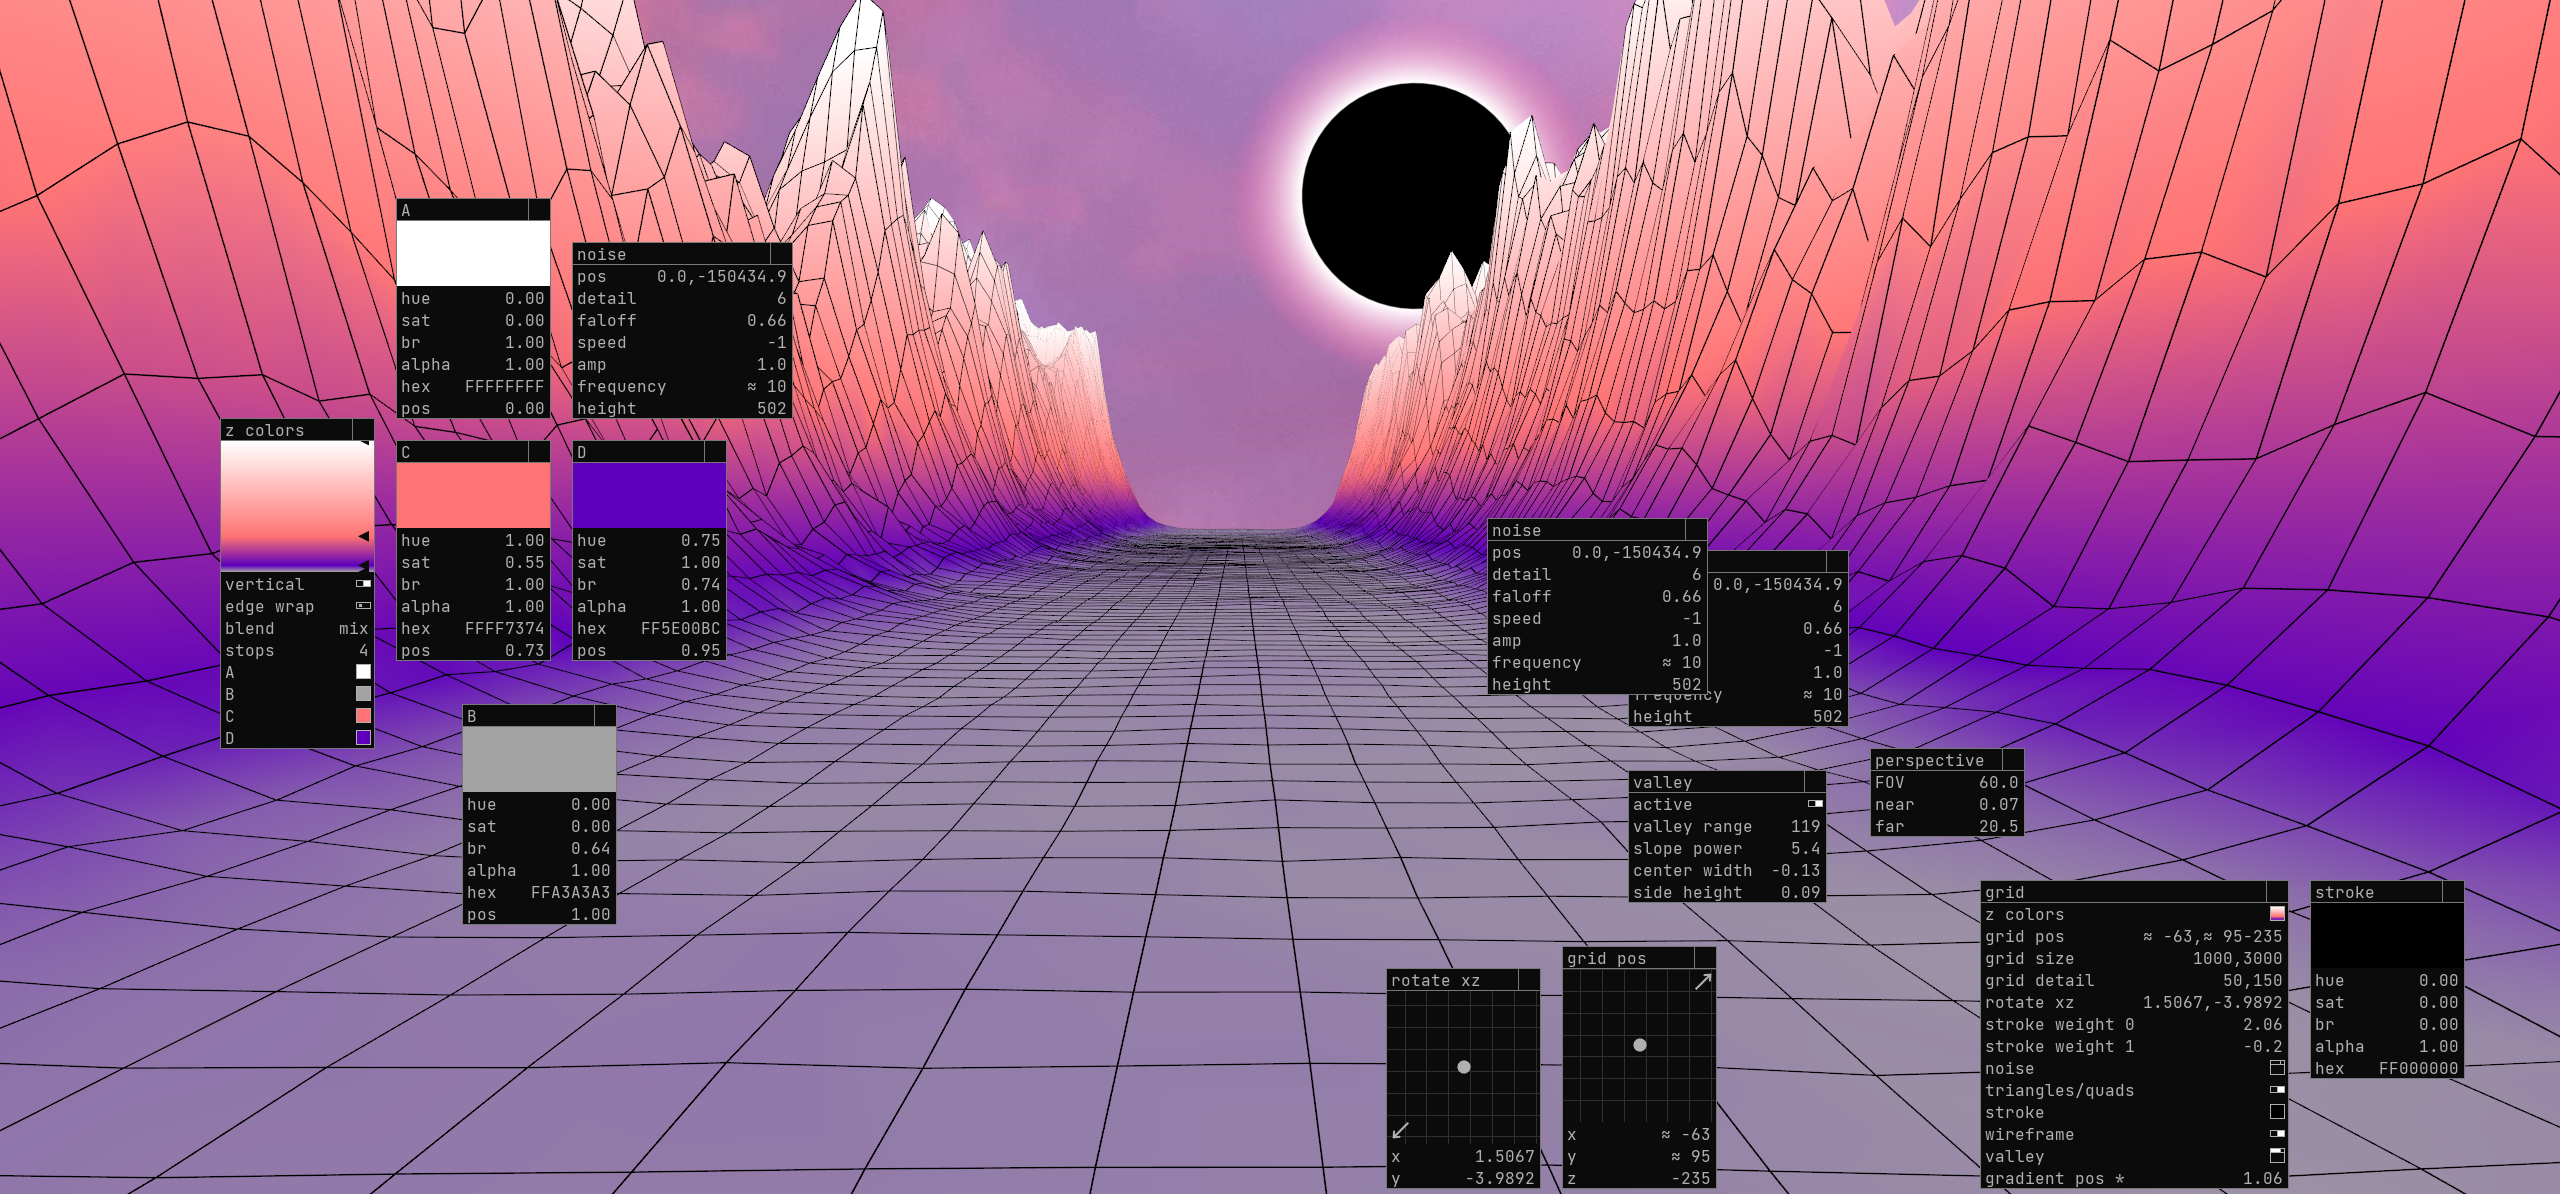 A
hue 0.00
sat 0.00
br 1.00
alpha 1.00
hex FFFFFFFF
pos 0.00
noise
pos 0.0,-150434.9
detail 6
faloff 0.66
speed -1
amp 1.0
frequency ≈ 10
height 502
z colors
vertical
edge wrap
blend mix
stops 4
A
B
C
D
C
hue 1.00
sat 0.55
br 1.00
alpha 1.00
hex FFFF7374
pos 0.73
D
hue 0.75
sat 1.00
br 0.74
alpha 1.00
hex FF5E00BC
pos 0.95
B
hue 0.00
sat 0.00
br 0.64
alpha 1.00
hex FFA3A3A3
pos 1.00
noise
pos 0.0,-150434.9
detail 6
faloff 0.66
speed -1
amp 1.0
frequency ≈ 10
height 502
0.0,-150434.9
6
0.66
-1
1.0
frequency ≈ 10
height 502
valley
active
valley range 119
slope power 5.4
center width -0.13
side height 0.09
perspective
FOV 60.0
near 0.07
far 20.5
rotate xz
x 1.5067
y -3.9892
grid pos
x ≈ -63
y ≈ 95
z -235
grid
z colors
grid pos ≈ -63,≈ 95-235
grid size 1000,3000
grid detail 50,150
rotate xz 1.5067,-3.9892
stroke weight 0 2.06
stroke weight 1 -0.2
noise
triangles/quads
stroke
wireframe
valley
gradient pos * 1.06
stroke
hue 0.00
sat 0.00
br 0.00
alpha 1.00
hex FF000000